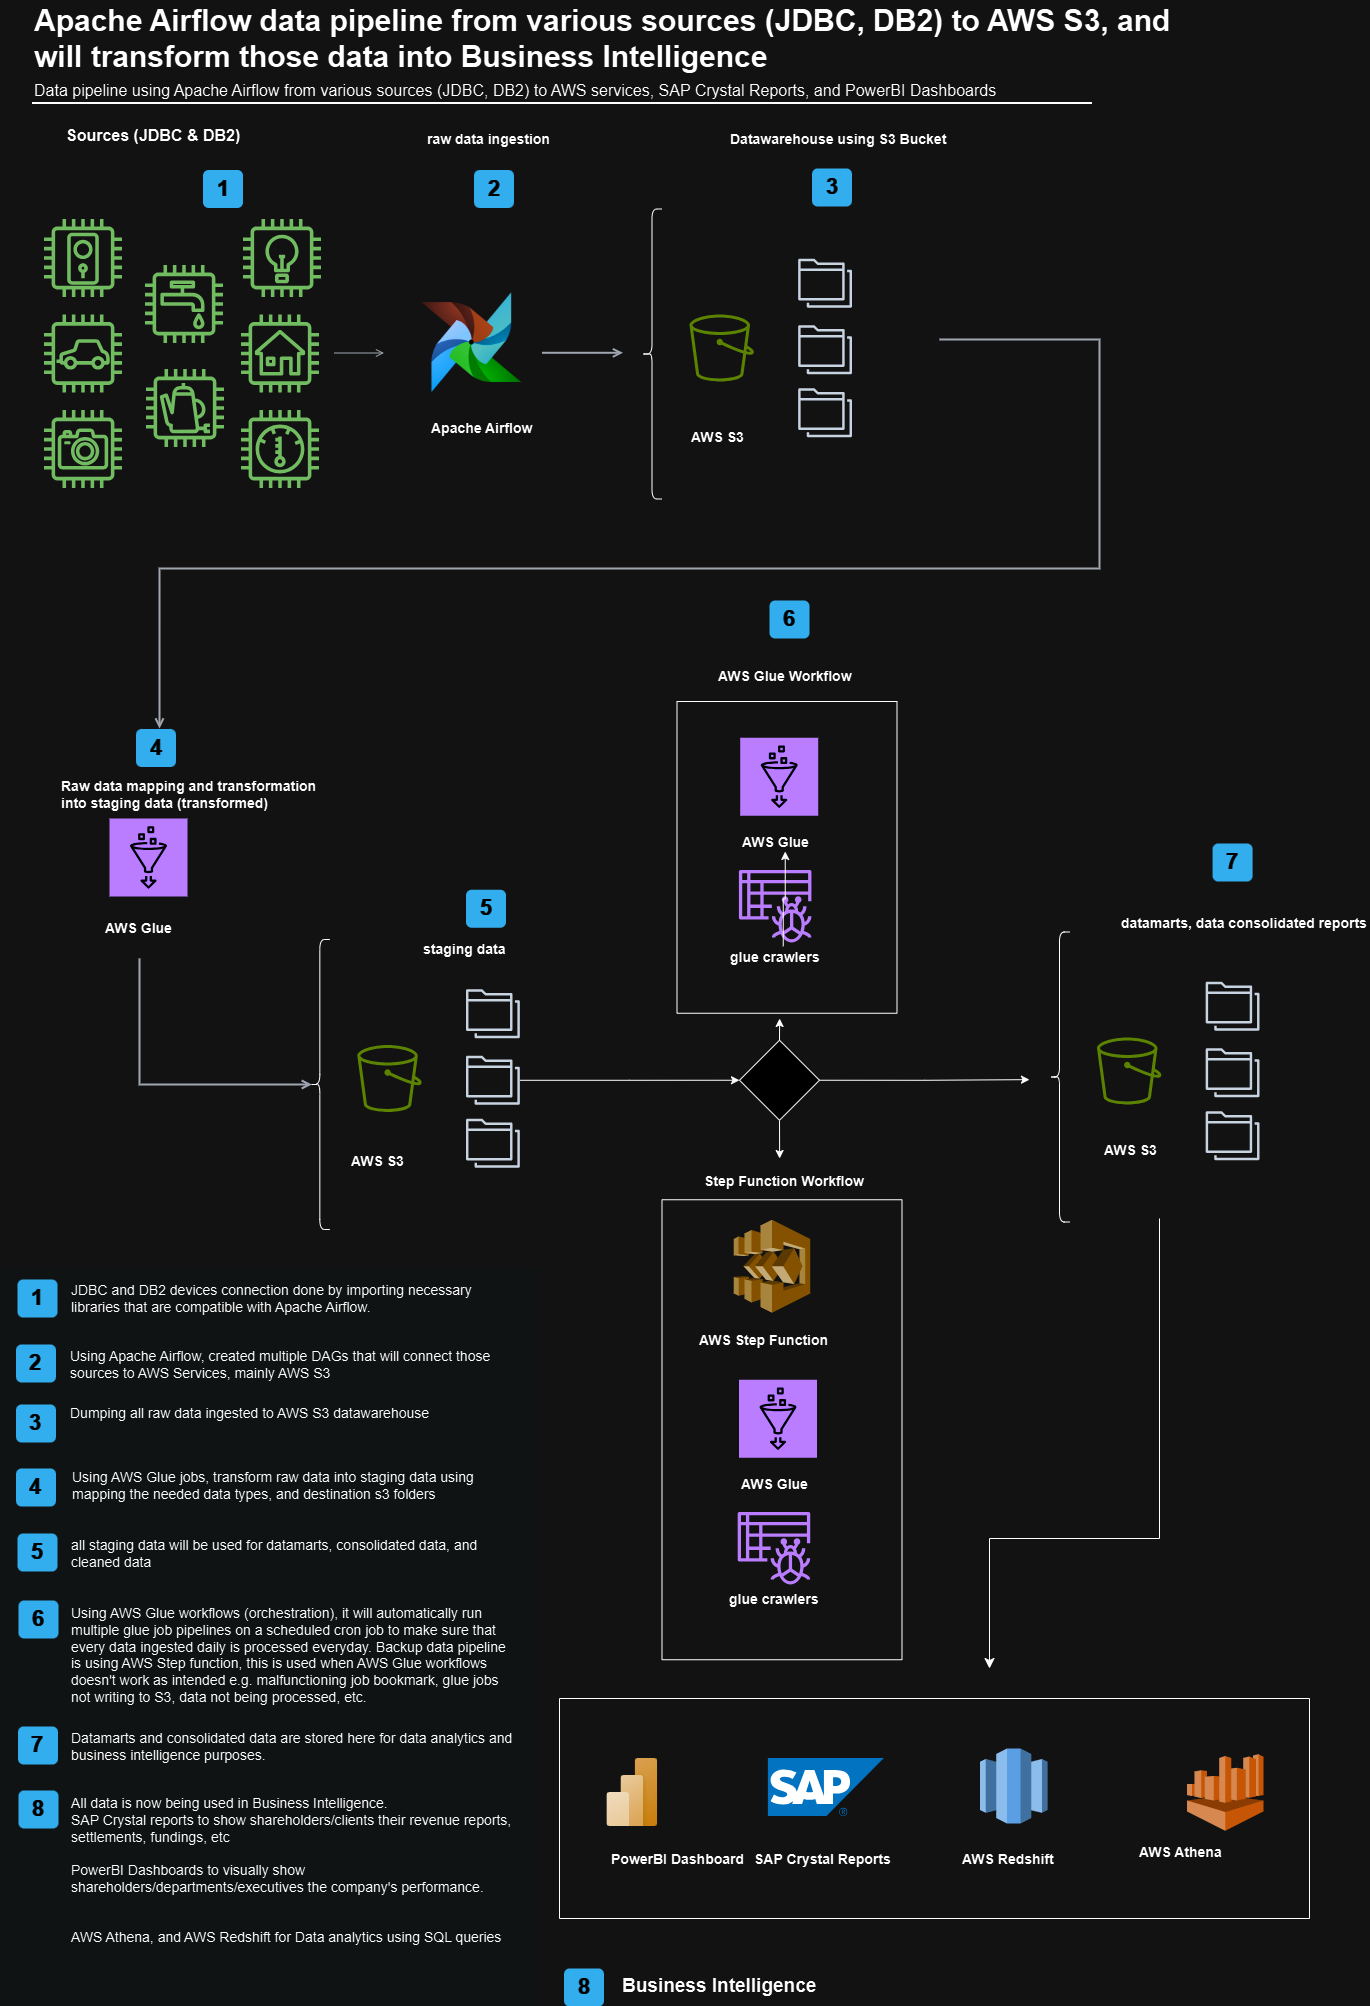 Apache Airflow data pipeline from various sources (JDBC, DB2) to AWS S3, and
will transform those data into Business Intelligence
Data pipeline using Apache Airflow from various sources (JDBC, DB2) to AWS services, SAP Crystal Reports, and PowerBI Dashboards
Sources (JDBC & DB2)
raw data ingestion
Datawarehouse using S3 Bucket
1
2
3
Apache Airflow
AWS S3
6
AWS Glue Workflow
4
Raw data mapping and transformation
into staging data (transformed)
AWS Glue
AWS Glue
glue crawlers
5
staging data
AWS S3
7
datamarts, data consolidated reports
AWS S3
Step Function Workflow
AWS Step Function
AWS Glue
glue crawlers
1
JDBC and DB2 devices connection done by importing necessary
libraries that are compatible with Apache Airflow.
2
Using Apache Airflow, created multiple DAGs that will connect those
sources to AWS Services, mainly AWS S3
3
Dumping all raw data ingested to AWS S3 datawarehouse
4
Using AWS Glue jobs, transform raw data into staging data using
mapping the needed data types, and destination s3 folders
5
all staging data will be used for datamarts, consolidated data, and
cleaned data
6
Using AWS Glue workflows (orchestration), it will automatically run
multiple glue job pipelines on a scheduled cron job to make sure that
every data ingested daily is processed everyday. Backup data pipeline
is using AWS Step function, this is used when AWS Glue workflows
doesn't work as intended e.g. malfunctioning job bookmark, glue jobs
not writing to S3, data not being processed, etc.
7
Datamarts and consolidated data are stored here for data analytics and
business intelligence purposes.
8
All data is now being used in Business Intelligence.
SAP Crystal reports to show shareholders/clients their revenue reports,
settlements, fundings, etc
PowerBI Dashboards to visually show
shareholders/departments/executives the company's performance.
AWS Athena, and AWS Redshift for Data analytics using SQL queries
SAP ®
PowerBI Dashboard
SAP Crystal Reports
AWS Redshift
AWS Athena
8
Business Intelligence